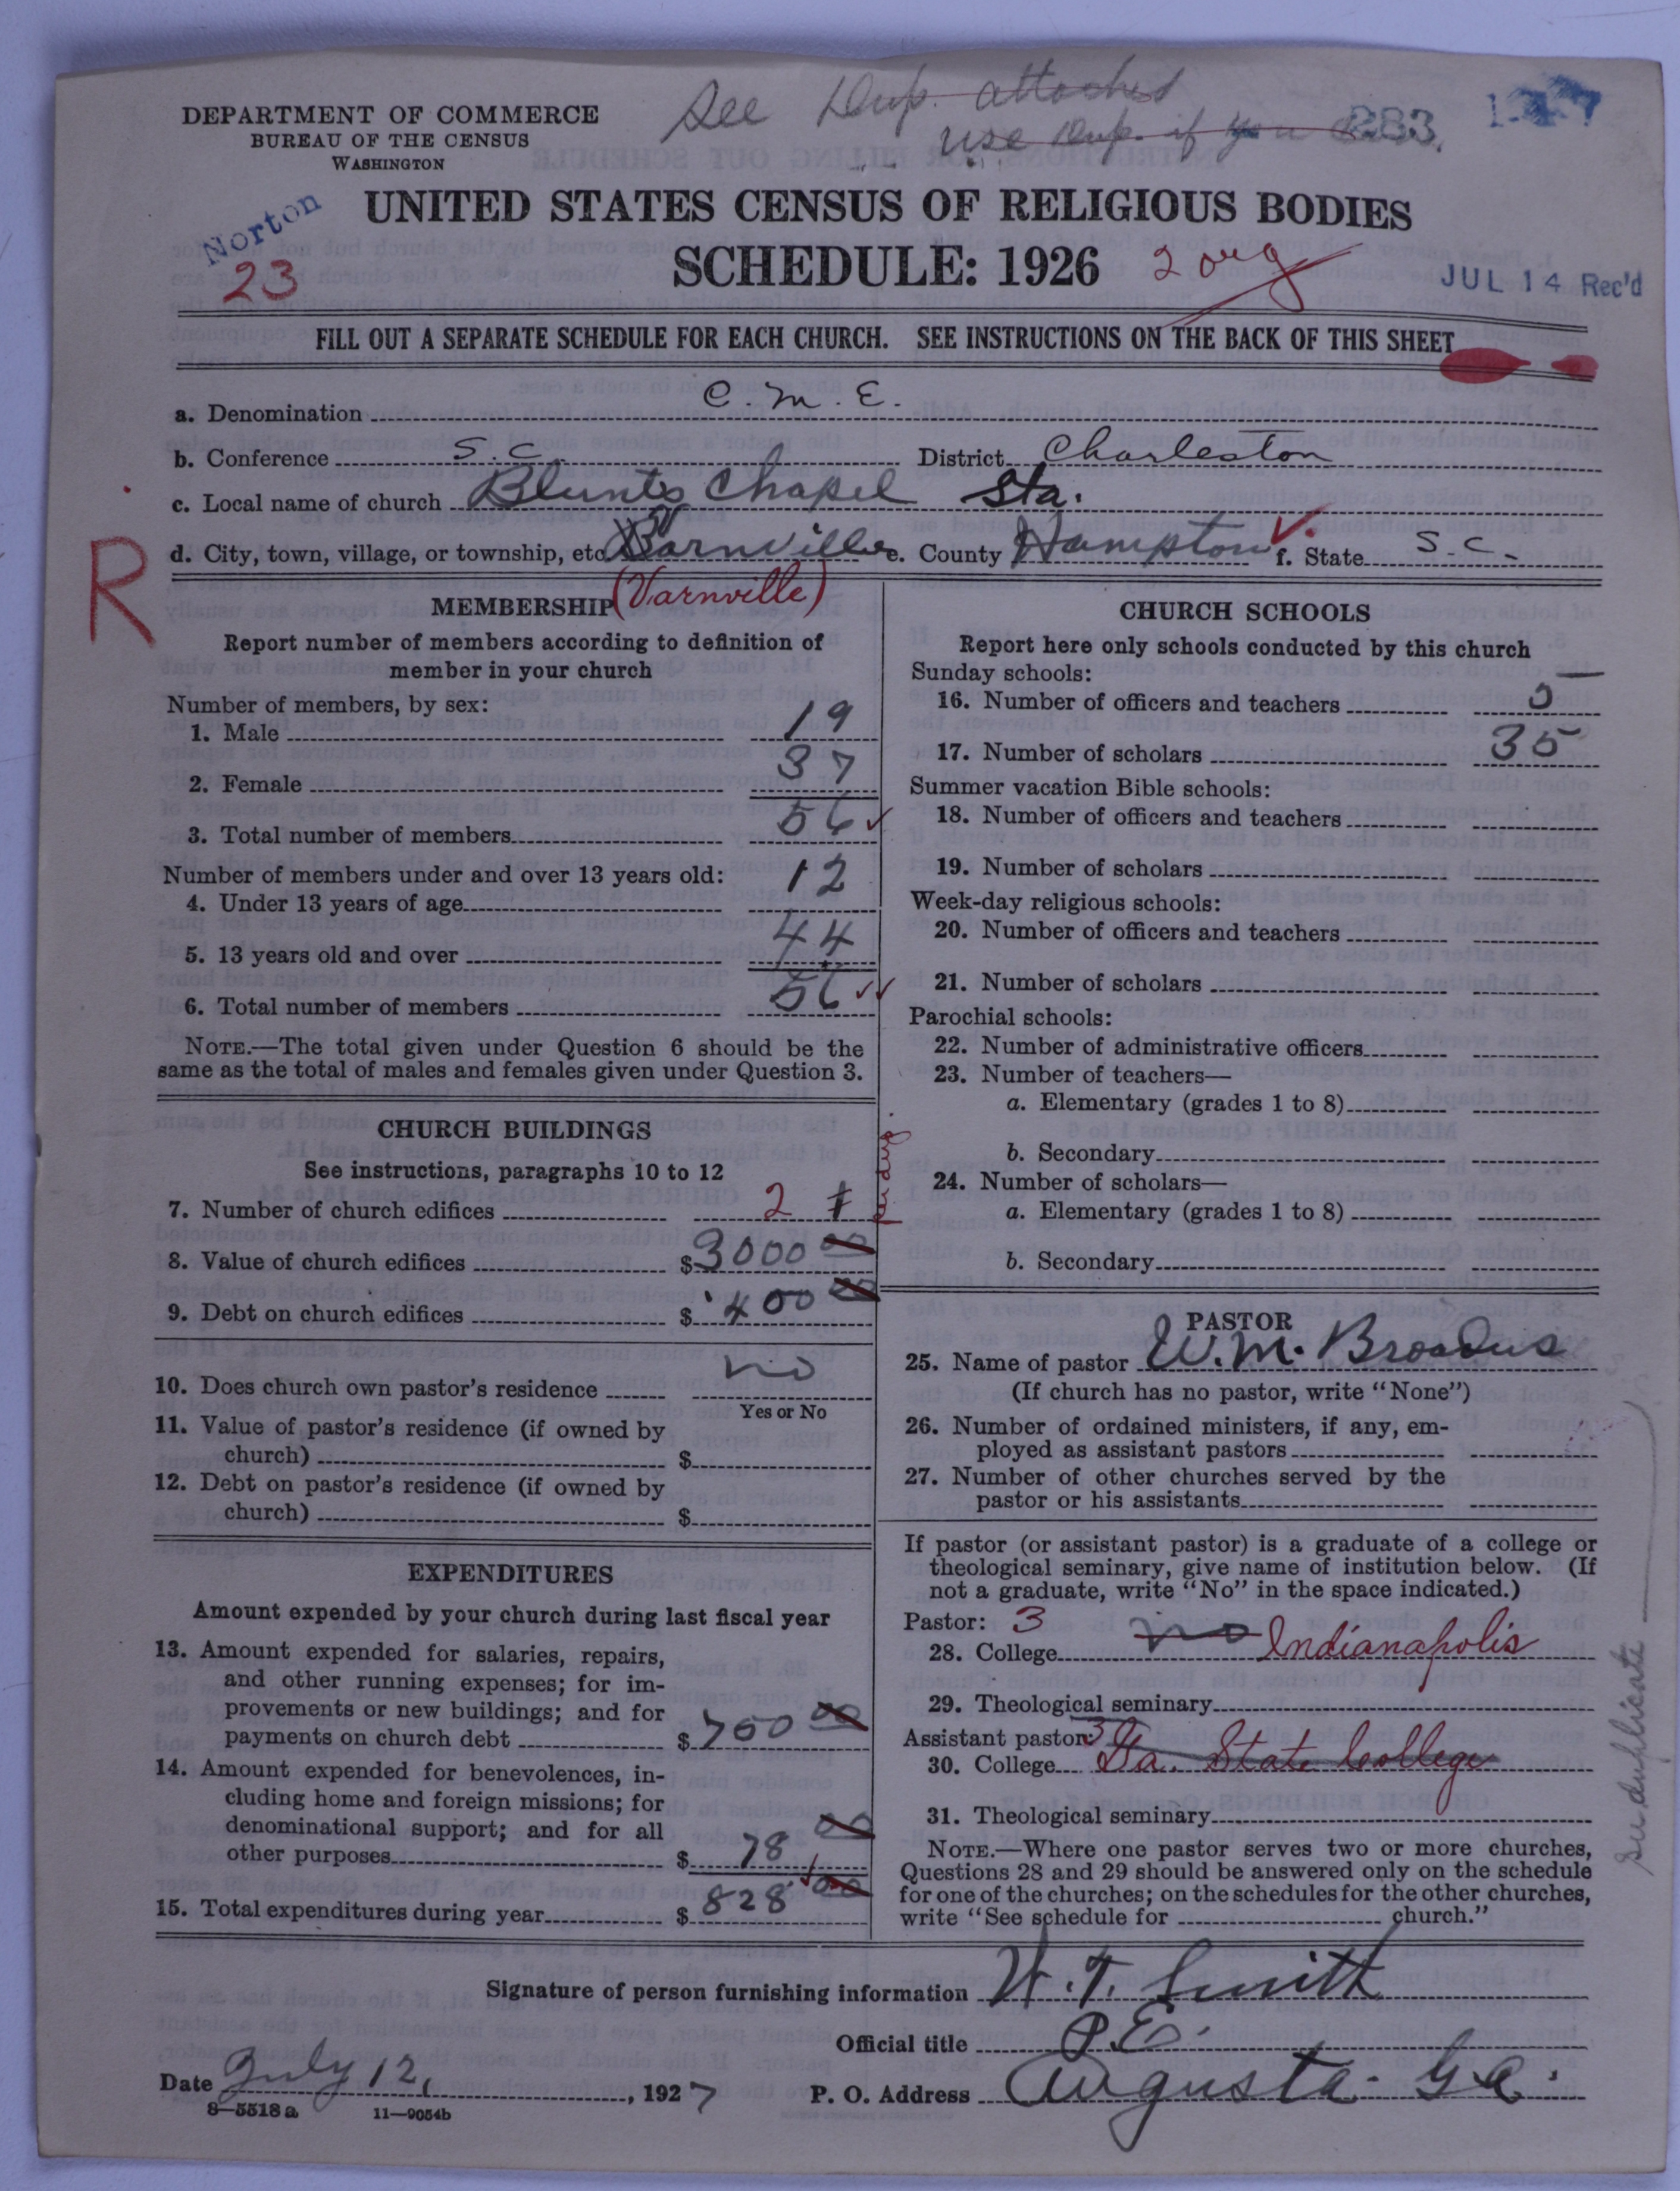 See Dup. attached
use Dup. if you
283
DEPARTMENT OF COMMERCE
BUREAU OF THE CENSUS
WASHINGTON
Norton
23
UNITED STATES CENSUS OF RELIGIOUS BODIES
SCHEDULE: 1926
2 org
JUL 14 Rec'd
FILL OUT A SEPARATE SCHEDULE FOR EACH CHURCH. SEE INSTRUCTIONS ON THE BACK OF THIS SHEET
a. Denomination C. M. E.
b. Conference S. C. District Charleston
c. Local name of church Blunts Chapel Sta.
d. City, town, village, or township, etc. Varnville e. County Hampton f. State S. C.
R
(Varnville)
MEMBERSHIP
Report number of members according to definition of
member in your church
Number of members, by sex:
1. Male 19
2. Female 37
3. Total number of members 56
Number of members under and over 13 years old:
4. Under 13 years of age 12
5. 13 years old and over 44
6. Total number of members 56
NOTE.—The total given under Question 6 should be the
same as the total of males and females given under Question 3.
CHURCH BUILDINGS
See instructions, paragraphs 10 to 12
7. Number of church edifices 2 1
8. Value of church edifices $ 3000 00
9. Debt on church edifices $ 400 00
10. Does church own pastor's residence no
Yes or No
11. Value of pastor's residence (if owned by
church) $
12. Debt on pastor's residence (if owned by
church) $
EXPENDITURES
Amount expended by your church during last fiscal year
13. Amount expended for salaries, repairs,
and other running expenses; for im-
provements or new buildings; and for
payments on church debt $ 750 00
14. Amount expended for benevolences, in-
cluding home and foreign missions; for
denominational support; and for all
other purposes $ 78 00
15. Total expenditures during year $ 828 00
CHURCH SCHOOLS
Report here only schools conducted by this church
Sunday schools:
16. Number of officers and teachers 5
17. Number of scholars 35
Summer vacation Bible schools:
18. Number of officers and teachers
19. Number of scholars
Week-day religious schools:
20. Number of officers and teachers
21. Number of scholars
Parochial schools:
22. Number of administrative officers
23. Number of teachers—
a. Elementary (grades 1 to 8)
b. Secondary
24. Number of scholars—
a. Elementary (grades 1 to 8)
b. Secondary
PASTOR
25. Name of pastor W. M. Broadus
(If church has no pastor, write "None")
26. Number of ordained ministers, if any, em-
ployed as assistant pastors
27. Number of other churches served by the
pastor or his assistants
If pastor (or assistant pastor) is a graduate of a college or
theological seminary, give name of institution below. (If
not a graduate, write "No" in the space indicated.)
Pastor: 3
28. College no Indianapolis
29. Theological seminary
Assistant pastor: 3
30. College Ga. State College
31. Theological seminary
NOTE.—Where one pastor serves two or more churches,
Questions 28 and 29 should be answered only on the schedule
for one of the churches; on the schedules for the other churches,
write "See schedule for church."
see duplicate
Signature of person furnishing information H. T. Smith
Official title P. E.
Date July 12, 1927 P. O. Address Augusta Ga.
8—5518a 11—9054b